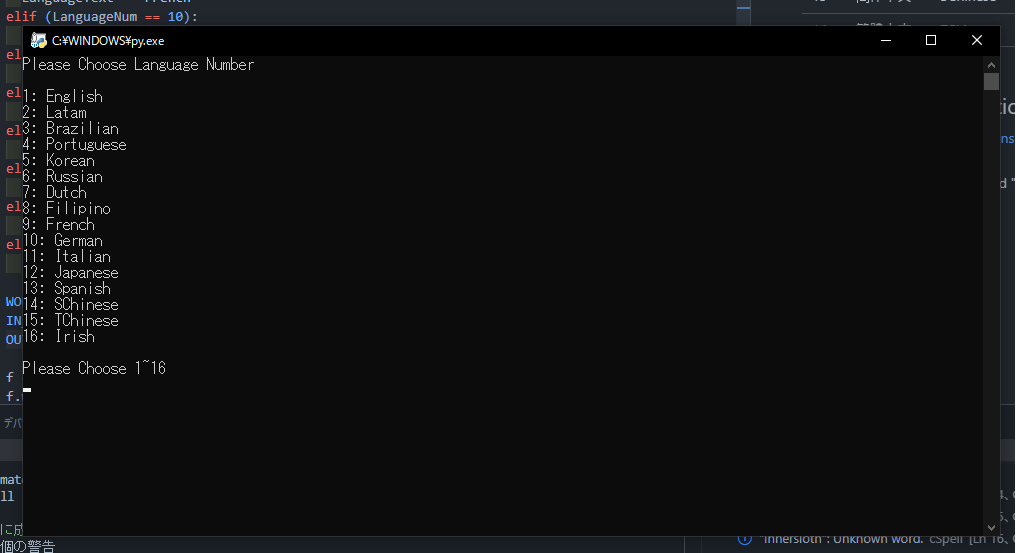 elif (LanguageNum == 10):
C:¥WINDOWS¥py.exe
Please Choose Language Number
1: English
2: Latam
3: Brazilian
4: Portuguese
5: Korean
6: Russian
7: Dutch
8: Filipino
9: French
10: German
11: Italian
12: Japanese
13: Spanish
14: SChinese
15: TChinese
16: Irish
Please Choose 1~16
f
f.
に成
個の警告
"Innersloth": Unknown word. cSpell [Ln 16,